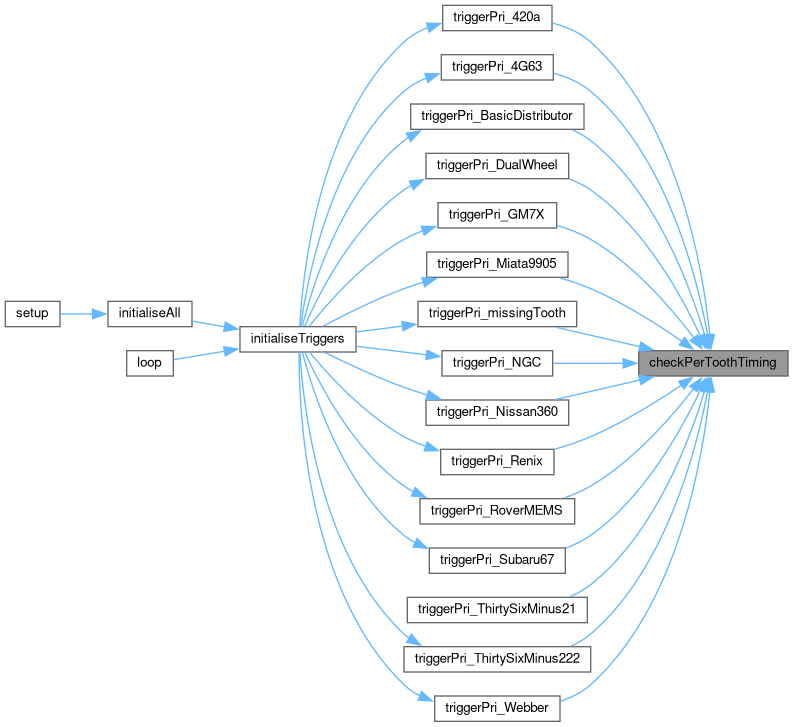 triggerPri_420a
triggerPri_4G63
triggerPri_BasicDistributor
triggerPri_DualWheel
triggerPri_GM7X
triggerPri_Miata9905
setup
initialiseAll
triggerPri_missingTooth
initialiseTriggers
loop
triggerPri_NGC
checkPerToothTiming
triggerPri_Nissan360
triggerPri_Renix
triggerPri_RoverMEMS
triggerPri_Subaru67
triggerPri_ThirtySixMinus21
triggerPri_ThirtySixMinus222
triggerPri_Webber